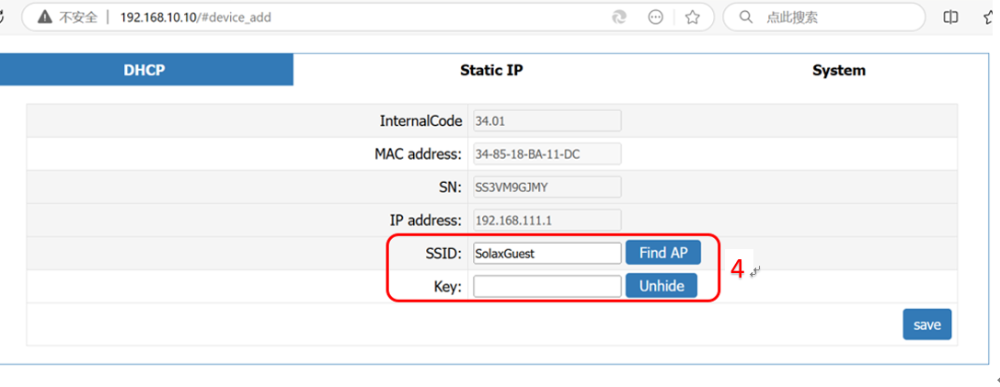 不安全 | 192.168.10.10/#device_add
点此搜索
DHCP Static IP System
InternalCode 34.01
MAC address: 34-85-18-BA-11-DC
SN: SS3VM9GJMY
IP address: 192.168.111.1
SSID: SolaxGuest Find AP
4
Key: Unhide
save